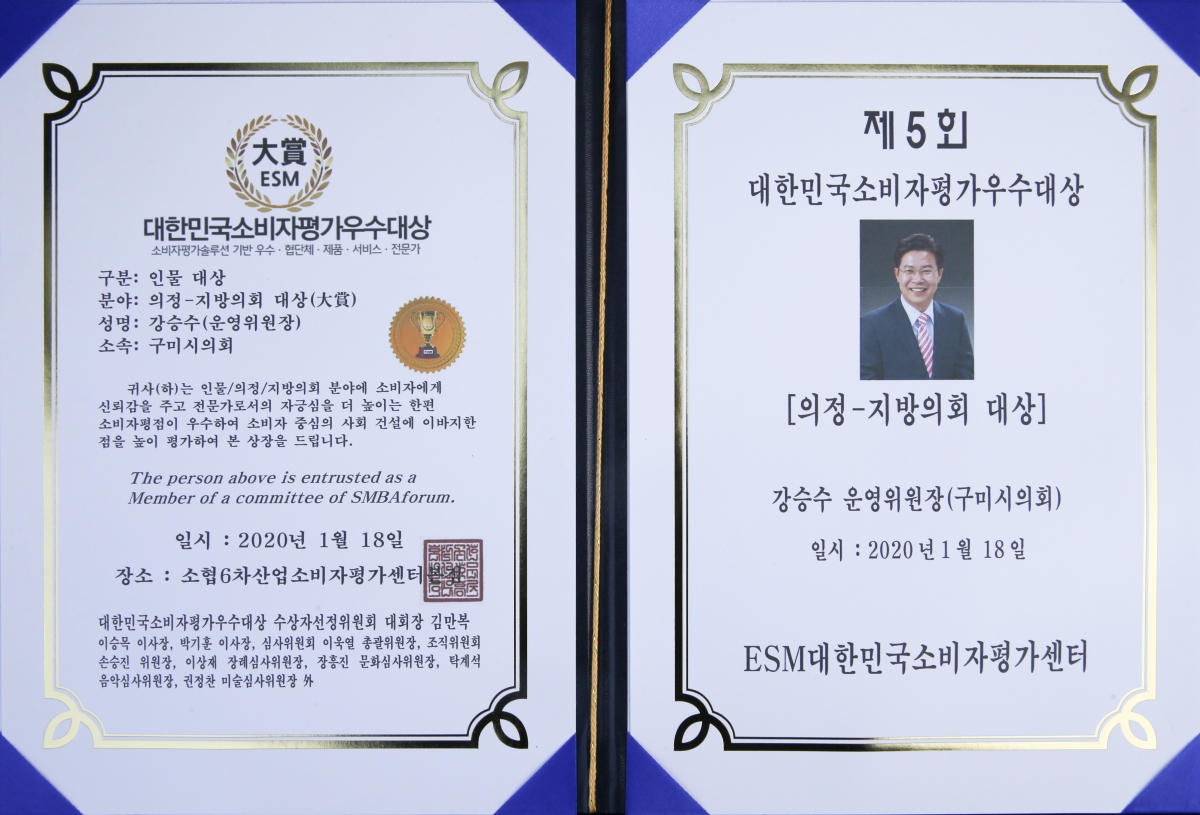 大賞
ESM
대한민국소비자평가우수대상
소비자평가솔루션 기반 우수 · 협단체 · 제품 · 서비스 · 전문가
구분: 인물 대상
분야: 의정-지방의회 대상(大賞)
성명: 강승수(운영위원장)
소속: 구미시의회
귀사(하)는 인물/의정/지방의회 분야에 소비자에게
신뢰감을 주고 전문가로서의 자긍심을 더 높이는 한편
소비자평점이 우수하여 소비자 중심의 사회 건설에 이바지한
점을 높이 평가하여 본 상장을 드립니다.
The person above is entrusted as a
Member of a committee of SMBAforum.
일시 : 2020년 1월 18일
장소 : 소협6차산업소비자평가센터본점
대한민국소비자평가우수대상 수상자선정위원회 대회장 김만복
이승목 이사장, 박기훈 이사장, 심사위원회 이욱열 총괄위원장, 조직위원회
손승진 위원장, 이상재 장례심사위원장, 장흥진 문화심사위원장, 탁계석
음악심사위원장, 권정찬 미술심사위원장 外
제 5 회
대한민국소비자평가우수대상
[의정-지방의회 대상]
강승수 운영위원장(구미시의회)
일시 : 2020 년 1 월 18 일
ESM대한민국소비자평가센터